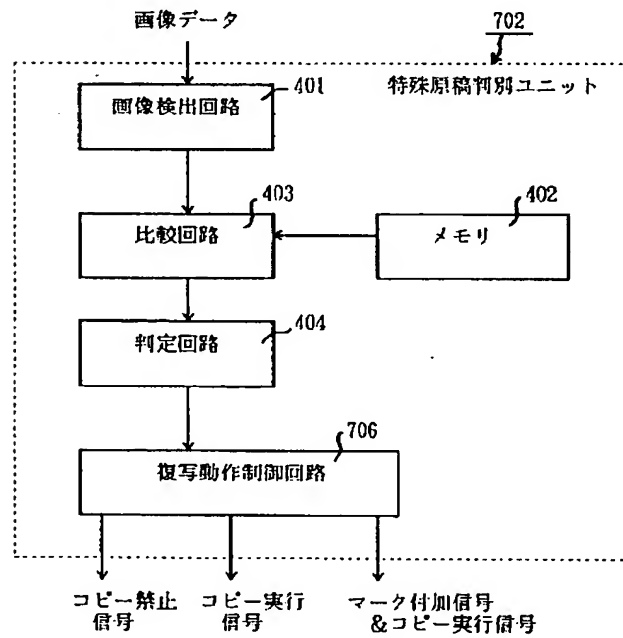 画像データ
702
特殊原稿判別ユニット
401
画像検出回路
403
比較回路
402
メモリ
404
判定回路
706
複写動作制御回路
コピー禁止
信号
コピー実行
信号
マーク付加信号
&コピー実行信号